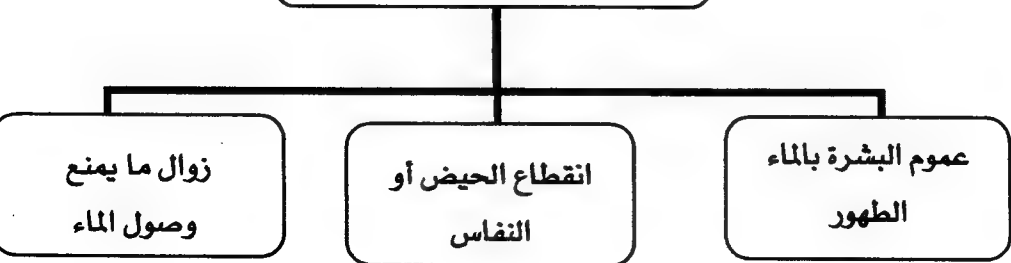 عموم البشرة بالماء
الطهور
انقطاع الحيض أو
النفاس
زوال ما يمنع
وصول الماء